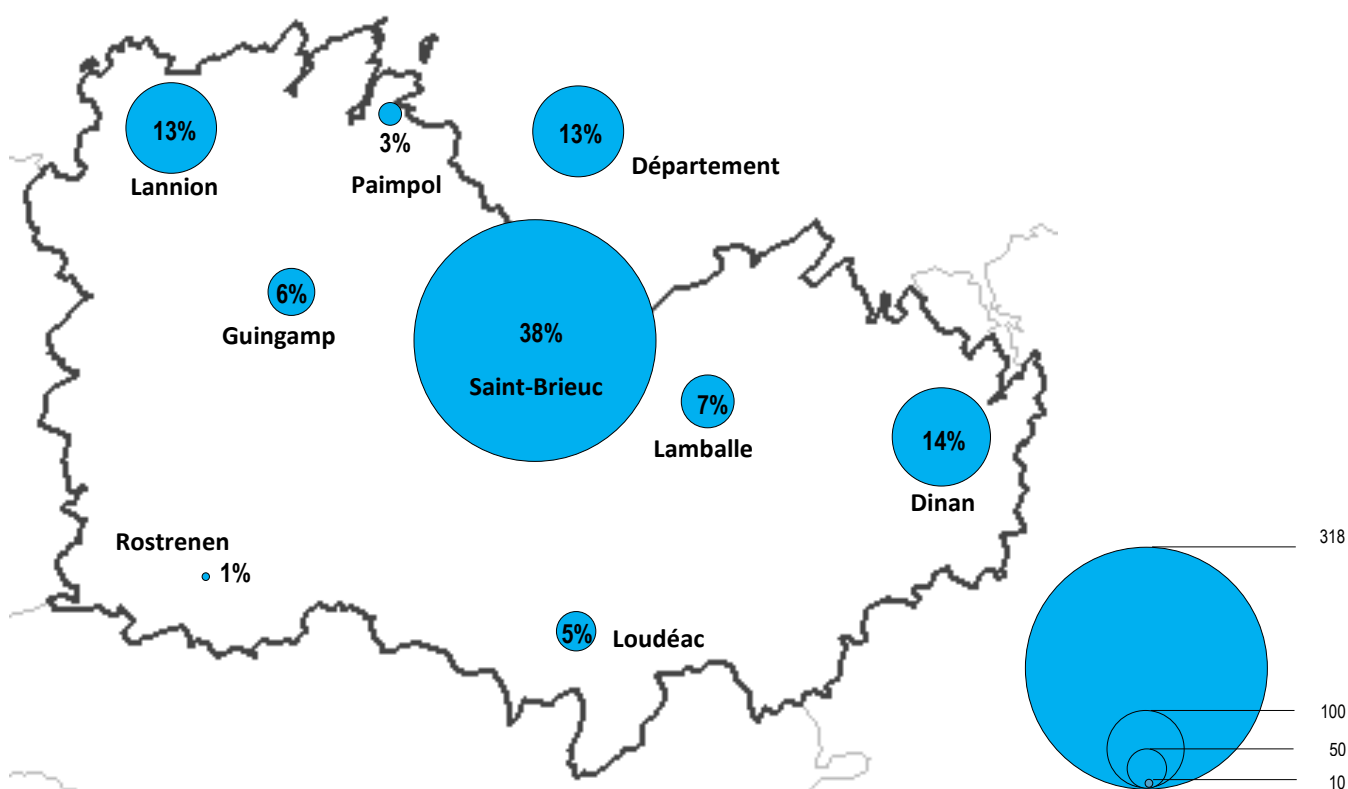 13%
Lannion
3%
Paimpol
13%
Département
6%
Guingamp
38%
Saint-Brieuc
7%
Lamballe
14%
Dinan
Rostrenen
1%
5%
Loudéac
318
100
50
10